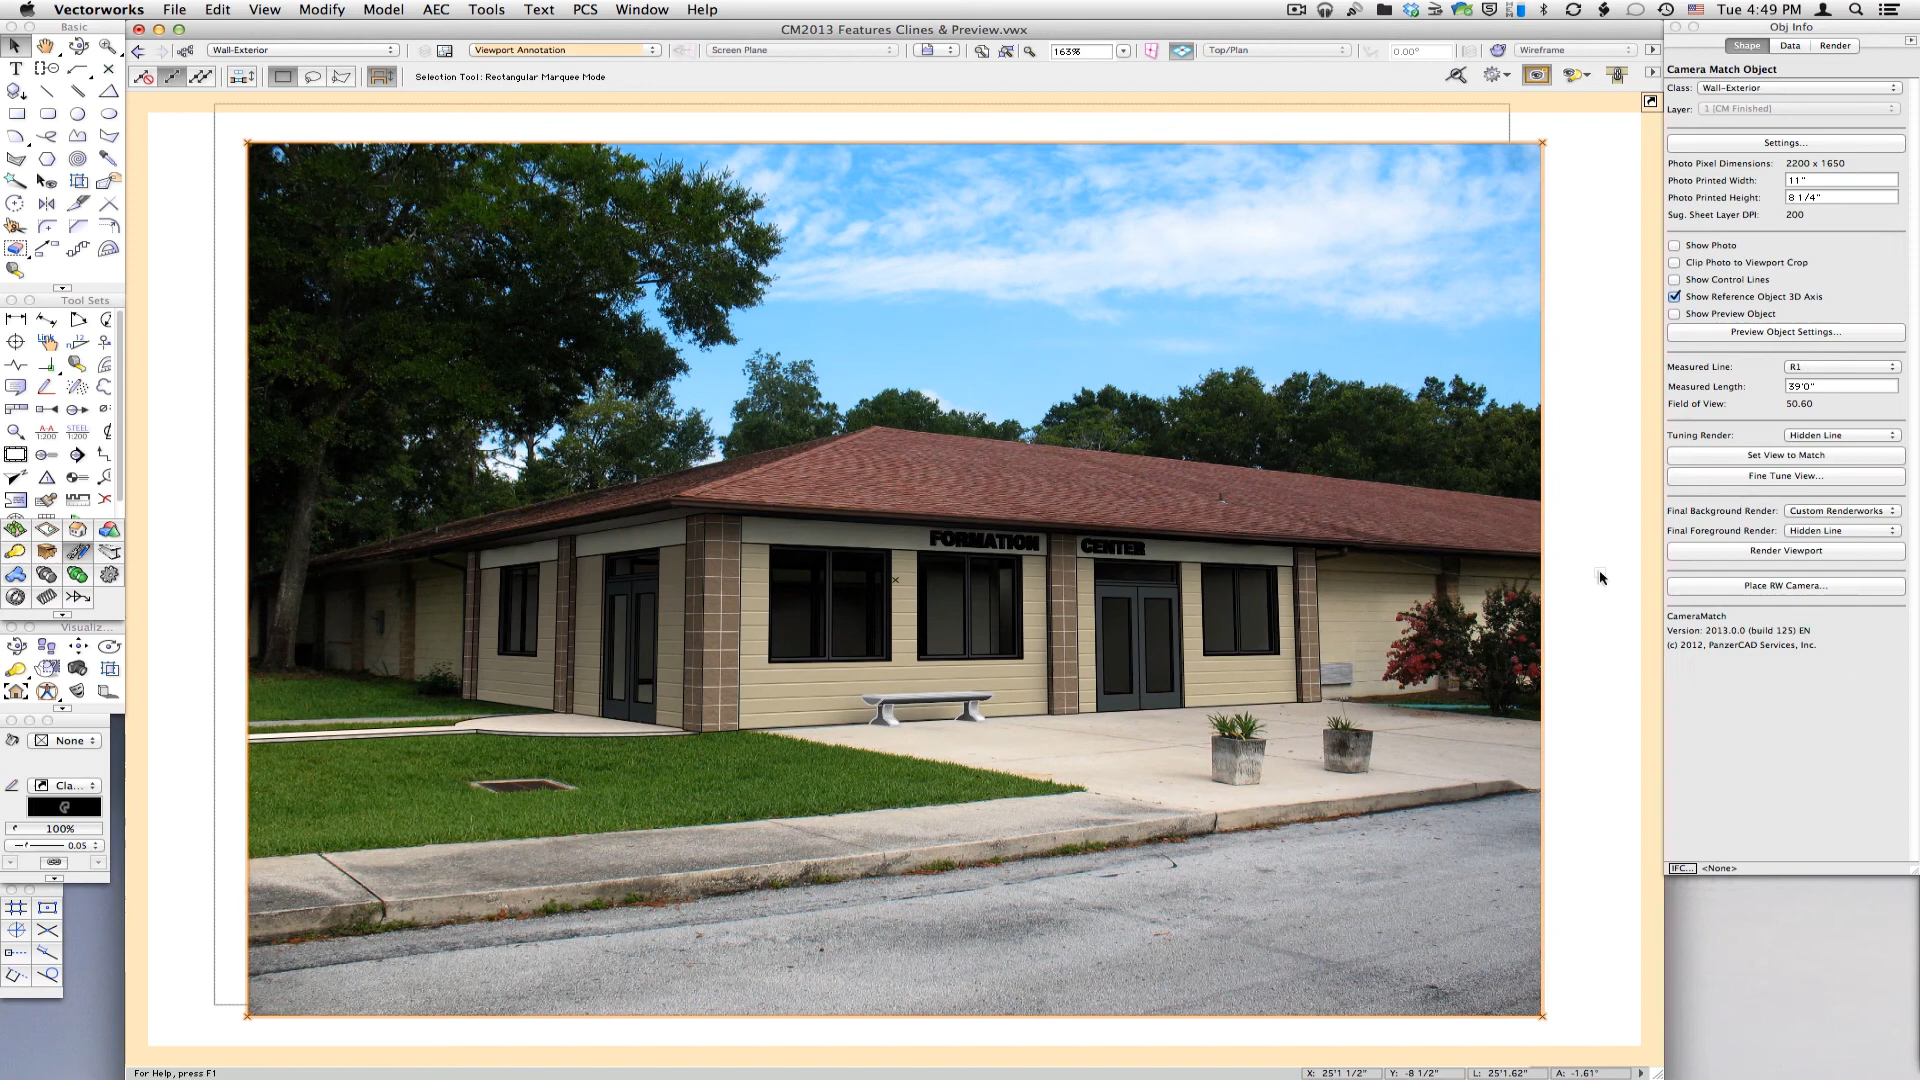 Vectorworks File Edit View Modify Model AEC Tools Text PCS Window Help
Tue 4:49 PM
Basic
CM2013 Features Clines & Preview.vwx
Obj Info
Wall-Exterior
Viewport Annotation
Screen Plane
163%
Top/Plan
0.00°
Wireframe
Shape Data Render
Selection Tool: Rectangular Marquee Mode
Camera Match Object
Class: Wall-Exterior
Layer: 1 [CM Finished]
Settings...
Photo Pixel Dimensions: 2200 x 1650
Photo Printed Width: 11"
Photo Printed Height: 8 1/4"
Sug. Sheet Layer DPI: 200
Show Photo
Clip Photo to Viewport Crop
Show Control Lines
Show Reference Object 3D Axis
Show Preview Object
Preview Object Settings...
Measured Line: R1
Measured Length: 39'0"
Field of View: 50.60
Tuning Render: Hidden Line
Set View to Match
Fine Tune View...
Final Background Render: Custom Renderworks
Final Foreground Render: Hidden Line
Render Viewport
Place RW Camera...
CameraMatch
Version: 2013.0.0 (build 125) EN
(c) 2012, PanzerCAD Services, Inc.
IFC... <None>
Tool Sets
Link
12
A-A
1:200
STEEL
1:200
Visualiz...
None
Cla...
100%
0.05
FORMATION CENTER
For Help, press F1
X: 25'1 1/2" Y: -8 1/2" L: 25'1.62" A: -1.61°